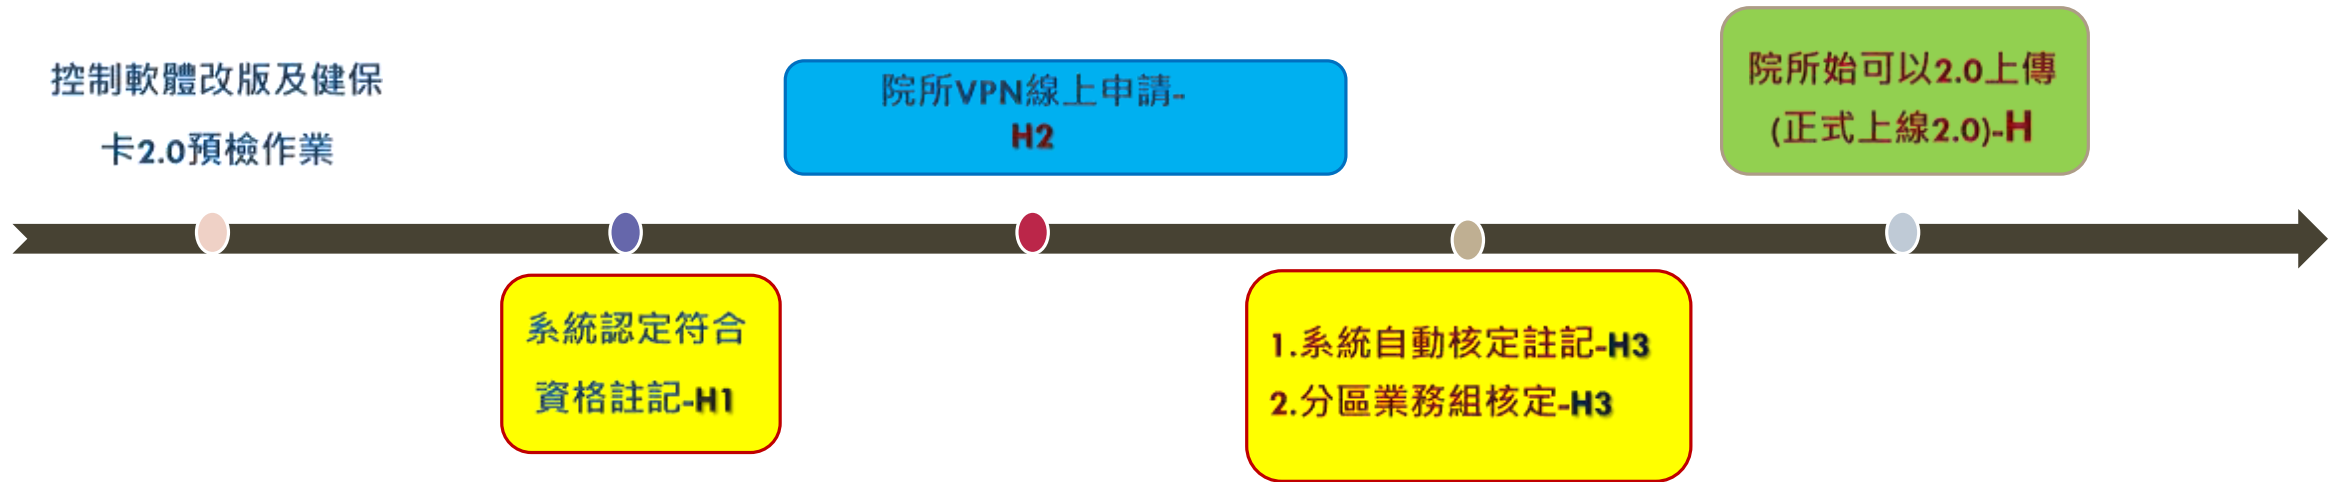 控制軟體改版及健保
卡2.0預檢作業
系統認定符合
資格註記-H1
院所VPN線上申請-
H2
1.系統自動核定註記-H3
2.分區業務組核定-H3
院所始可以2.0上傳
(正式上線2.0)-H